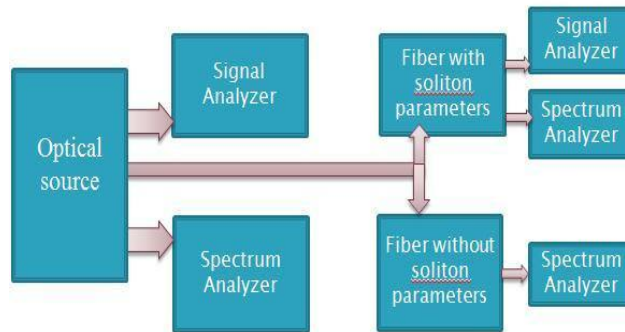 Optical
source
Signal
Analyzer
Spectrum
Analyzer
Fiber with
soliton
parameters
Signal
Analyzer
Spectrum
Analyzer
Fiber without
soliton
parameters
Spectrum
Analyzer